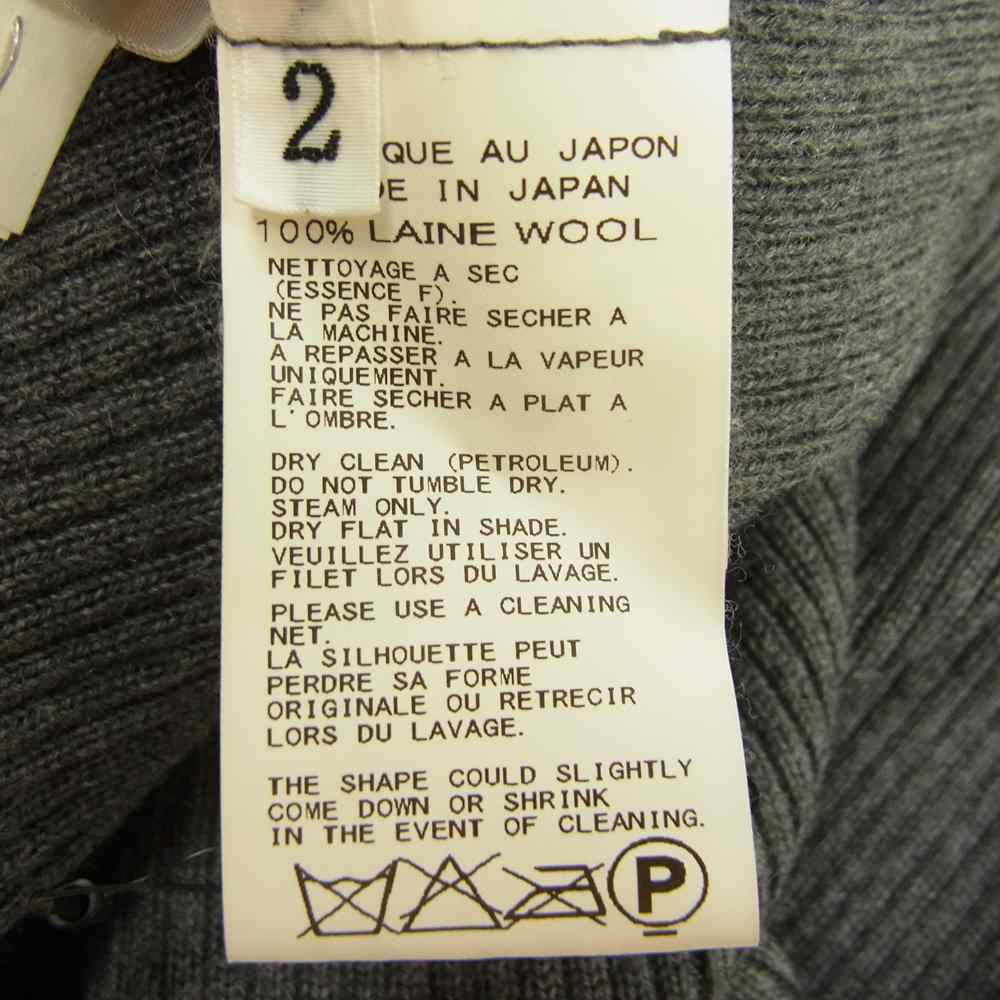 2
QUE AU JAPON
DE IN JAPAN
100% LAINE WOOL
NETTOYAGE A SEC
(ESSENCE F).
NE PAS FAIRE SECHER A
LA MACHINE.
A REPASSER A LA VAPEUR
UNIQUEMENT.
FAIRE SECHER A PLAT A
L'OMBRE.
DRY CLEAN (PETROLEUM).
DO NOT TUMBLE DRY.
STEAM ONLY.
DRY FLAT IN SHADE.
VEUILLEZ UTILISER UN
FILET LORS DU LAVAGE.
PLEASE USE A CLEANING
NET.
LA SILHOUETTE PEUT
PERDRE SA FORME
ORIGINALE OU RETRECIR
LORS DU LAVAGE.
THE SHAPE COULD SLIGHTLY
COME DOWN OR SHRINK
IN THE EVENT OF CLEANING.
P